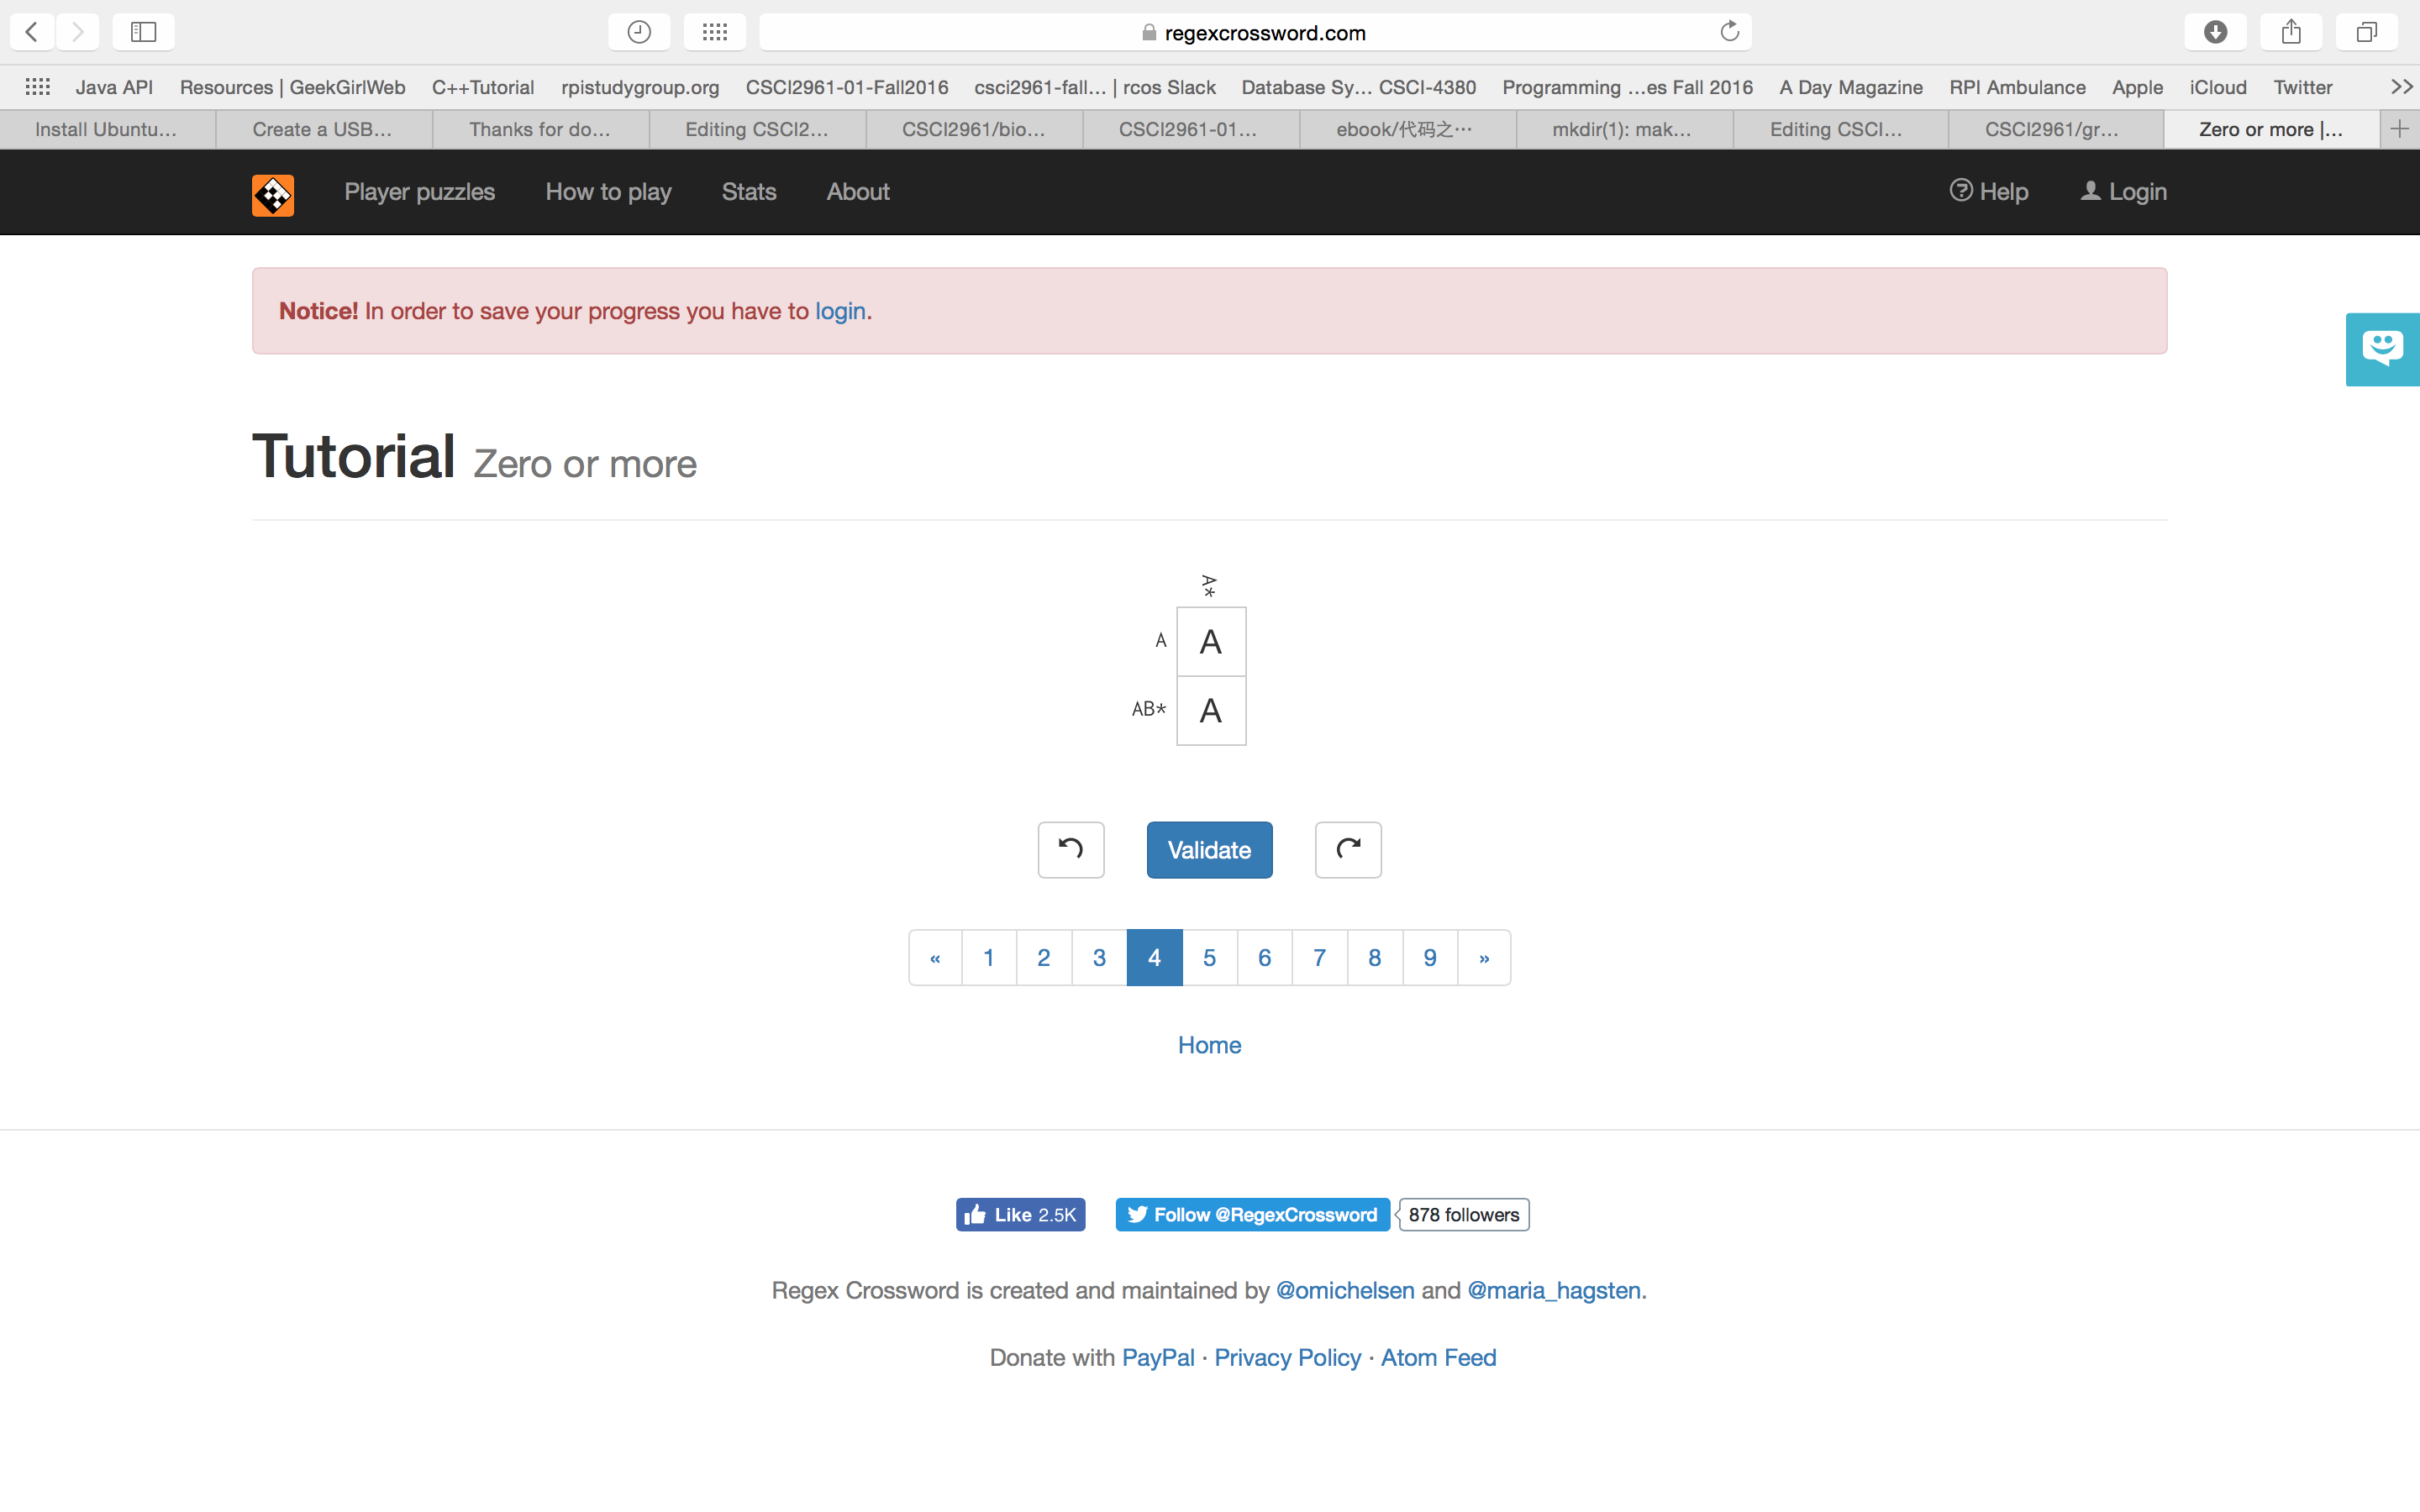 regexcrossword.com
Java API Resources | GeekGirlWeb C++Tutorial rpistudygroup.org CSCI2961-01-Fall2016 csci2961-fall... | rcos Slack Database Sy... CSCI-4380 Programming ...es Fall 2016 A Day Magazine RPI Ambulance Apple iCloud Twitter >>
Install Ubuntu... Create a USB... Thanks for do... Editing CSCI2... CSCI2961/bio... CSCI2961-01... ebook/代码之... mkdir(1): mak... Editing CSCI... CSCI2961/gr... Zero or more |... +
Player puzzles How to play Stats About Help Login
Notice! In order to save your progress you have to login.
Tutorial Zero or more
A*
A A
AB* A
Validate
« 1 2 3 4 5 6 7 8 9 »
Home
Like 2.5K Follow @RegexCrossword 878 followers
Regex Crossword is created and maintained by @omichelsen and @maria_hagsten.
Donate with PayPal · Privacy Policy · Atom Feed